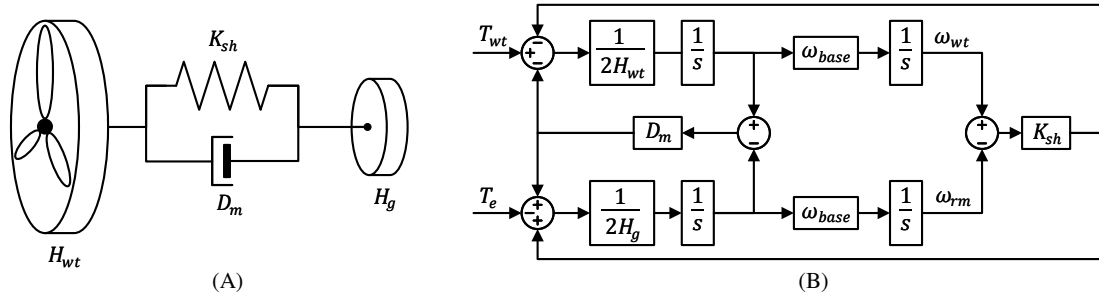 K_sh
D_m
H_wt
H_g
(A)
T_wt
+ − −
1/2H_wt
1/s
ω_base
1/s
ω_wt
D_m
+ −
+ −
K_sh
T_e
− + +
1/2H_g
1/s
ω_base
1/s
ω_rm
(B)